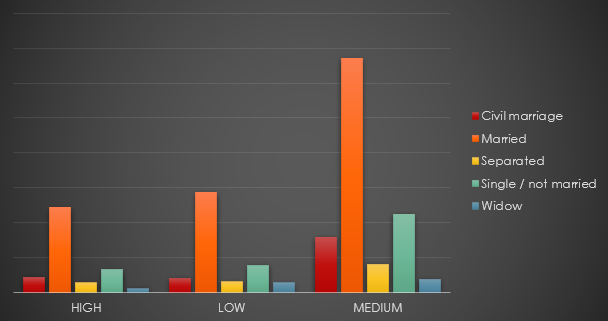 Civil marriage
Married
Separated
Single / not married
Widow
HIGH
LOW
MEDIUM